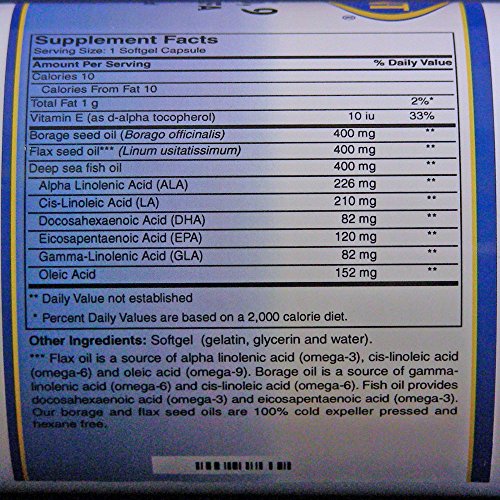 Supplement Facts
Serving Size: 1 Softgel Capsule
Amount Per Serving % Daily Value
Calories 10
Calories From Fat 10
Total Fat 1 g 2%*
Vitamin E (as d-alpha tocopherol) 10 iu 33%
Borage seed oil (Borago officinalis) 400 mg **
Flax seed oil*** (Linum usitatissimum) 400 mg **
Deep sea fish oil 400 mg **
Alpha Linolenic Acid (ALA) 226 mg **
Cis-Linoleic Acid (LA) 210 mg **
Docosahexaenoic Acid (DHA) 82 mg **
Eicosapentaenoic Acid (EPA) 120 mg **
Gamma-Linolenic Acid (GLA) 82 mg **
Oleic Acid 152 mg **
** Daily Value not established
* Percent Daily Values are based on a 2,000 calorie diet.
Other Ingredients: Softgel (gelatin, glycerin and water).
*** Flax oil is a source of alpha linolenic acid (omega-3), cis-linoleic acid
(omega-6) and oleic acid (omega-9). Borage oil is a source of gamma-
linolenic acid (omega-6) and cis-linoleic acid (omega-6). Fish oil provides
docosahexaenoic acid (omega-3) and eicosapentaenoic acid (omega-3).
Our borage and flax seed oils are 100% cold expeller pressed and
hexane free.